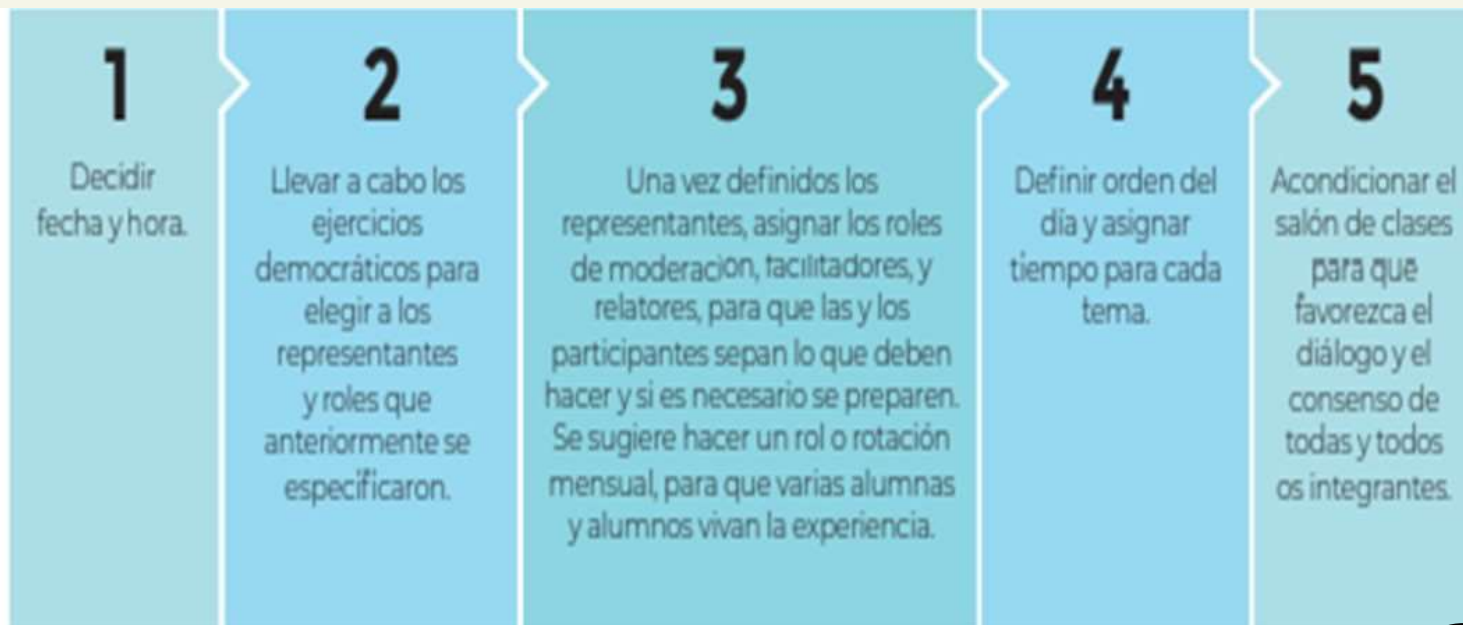 1
Decidir
fecha y hora.
2
Llevar a cabo los
ejercicios
democráticos para
elegir a los
representantes
y roles que
anteriormente se
específicaron.
3
Una vez definidos los
representantes, asignar los roles
de moderación, facilitadores, y
relatores, para que las y los
participantes sepan lo que deben
hacer y si es necesario se preparen.
Se sugiere hacer un rol o rotación
mensual, para que varias alumnas
y alumnos vivan la experiencia.
4
Definir orden del
día y asignar
tiempo para cada
tema.
5
Acondicionar el
salón de clases
para que
favorezca el
diálogo y el
consenso de
todas y todos
os integrantes.